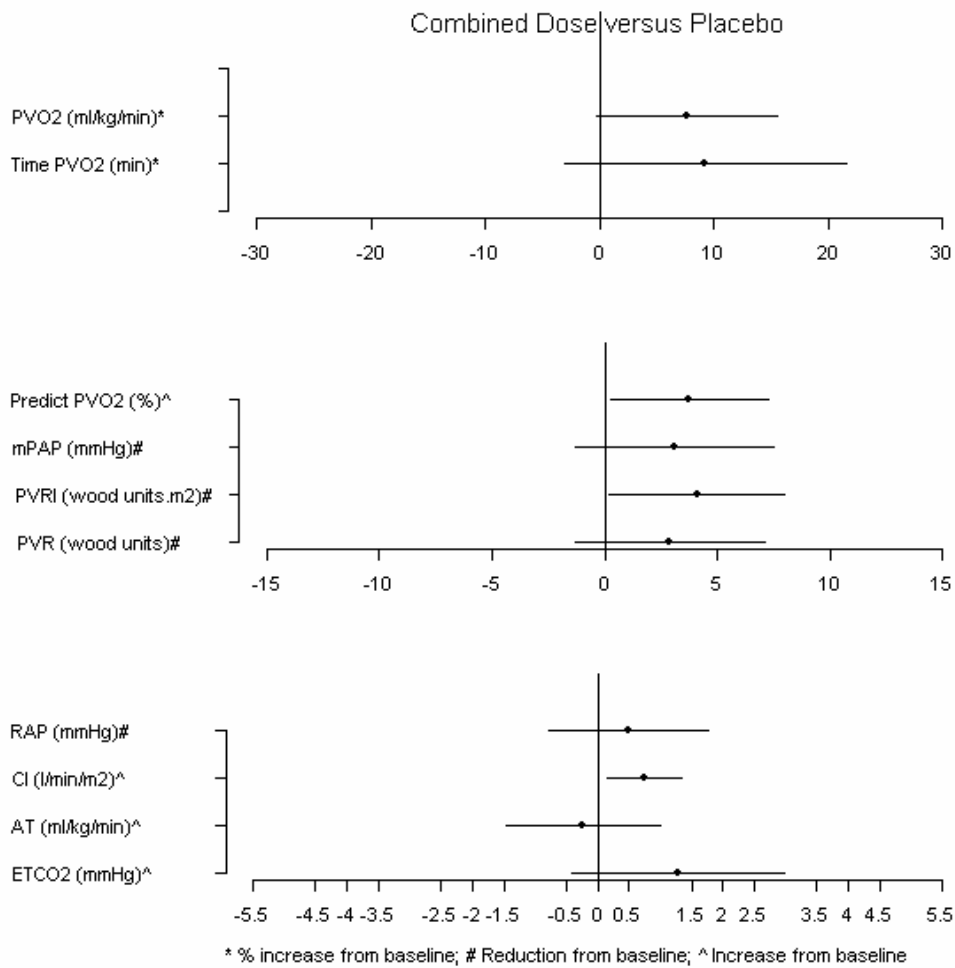 Combined Dose versus Placebo
PVO2 (ml/kg/min)*
Time PVO2 (min)*
-30 -20 -10 0 10 20 30
Predict PVO2 (%)^
mPAP (mmHg)#
PVRI (wood units.m2)#
PVR (wood units)#
-15 -10 -5 0 5 10 15
RAP (mmHg)#
CI (l/min/m2)^
AT (ml/kg/min)^
ETCO2 (mmHg)^
-5.5 -4.5 -4 -3.5 -2.5 -2 -1.5 -0.5 0 0.5 1.5 2 2.5 3.5 4 4.5 5.5
* % increase from baseline; # Reduction from baseline; ^ Increase from baseline